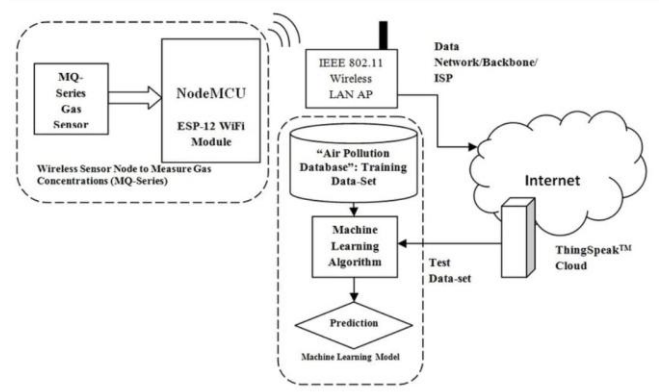 MQ-
Series
Gas
Sensor
NodeMCU
ESP-12 WiFi
Module
Wireless Sensor Node to Measure Gas
Concentrations (MQ-Series)
IEEE 802.11
Wireless
LAN AP
Data
Network/Backbone/
ISP
"Air Pollution
Database": Training
Data-Set
Machine
Learning
Algorithm
Prediction
Machine Learning Model
Test
Data-set
Internet
ThingSpeak™
Cloud